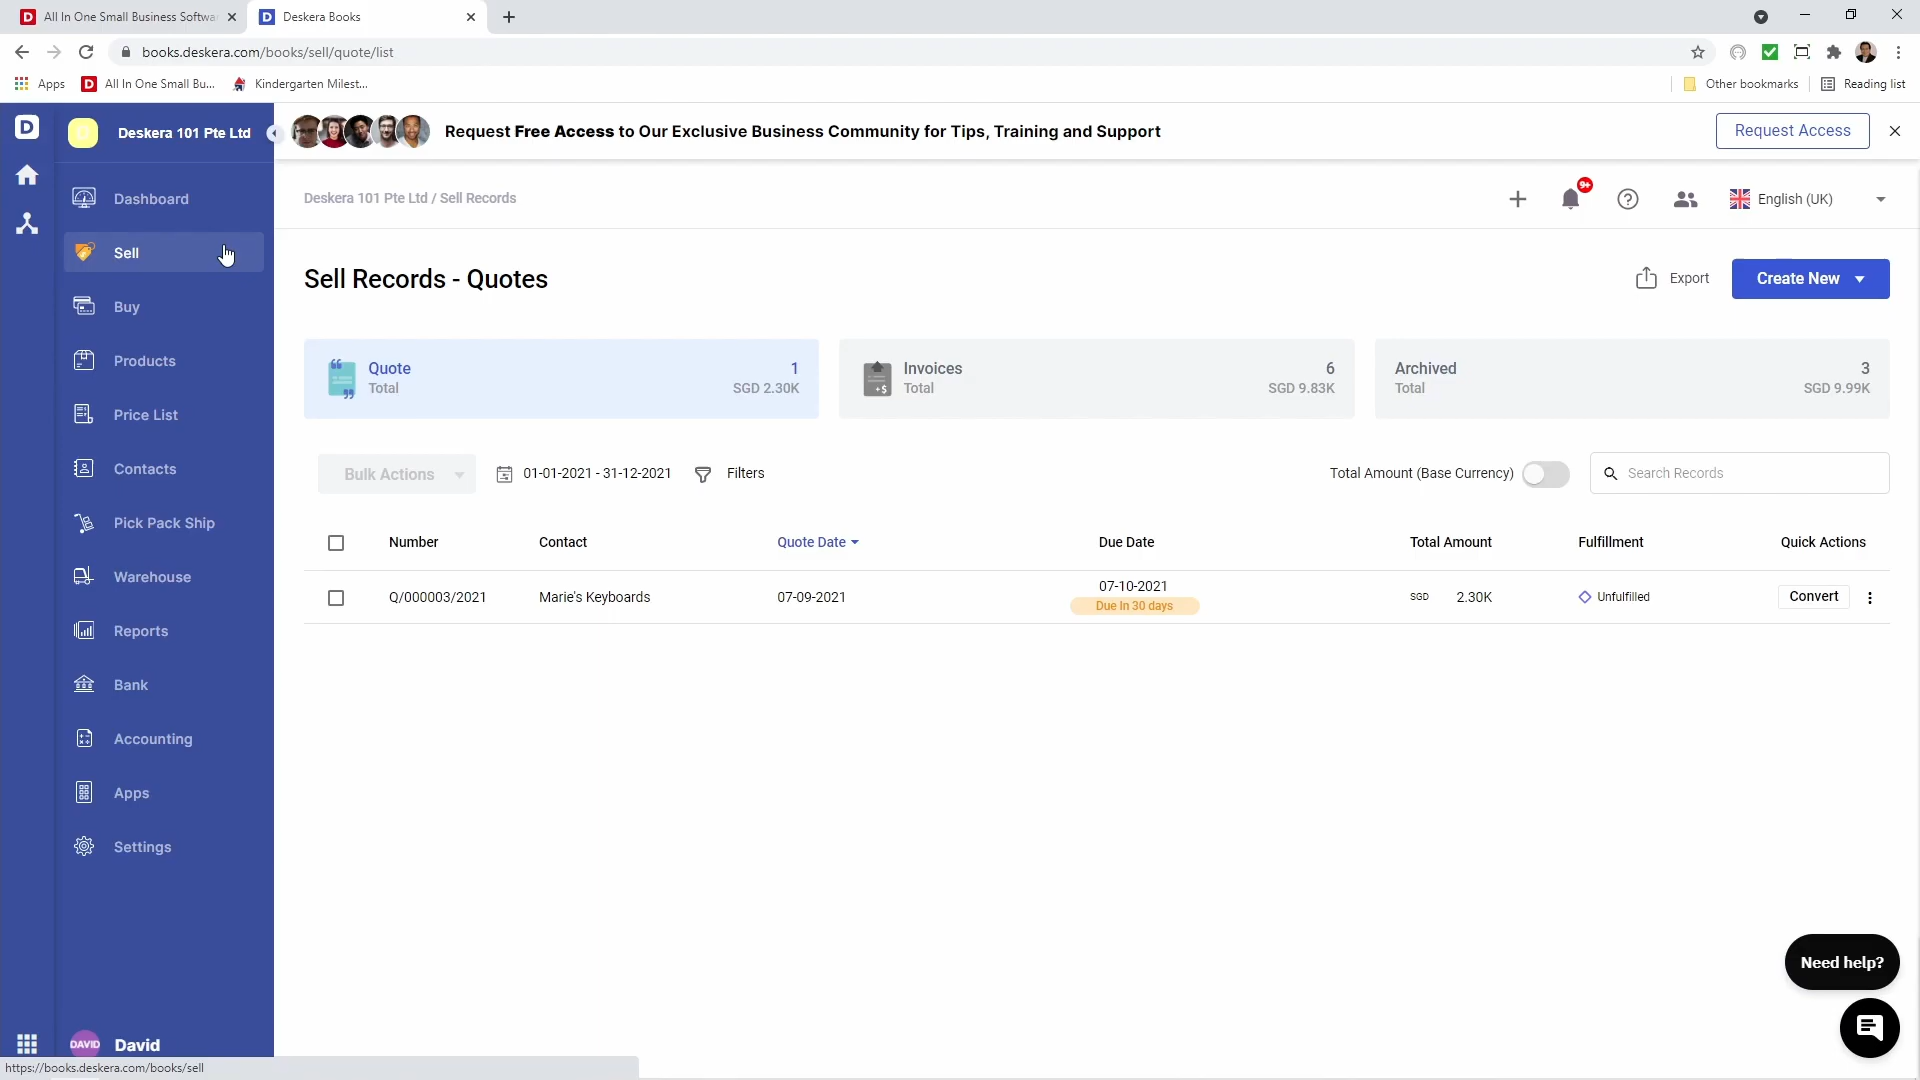 All In One Small Business Softwa
Deskera Books
books.deskera.com/books/sell/quote/list
Apps
All In One Small Bu...
Kindergarten Milest...
Other bookmarks
Reading list
Deskera 101 Pte Ltd
Request Free Access to Our Exclusive Business Community for Tips, Training and Support
Request Access
Dashboard
Sell
Buy
Products
Price List
Contacts
Pick Pack Ship
Warehouse
Reports
Bank
Accounting
Apps
Settings
DAVID
David
Deskera 101 Pte Ltd / Sell Records
9+
English (UK)
Sell Records - Quotes
Export
Create New
Quote 1
Total SGD 2.30K
Invoices 6
Total SGD 9.83K
Archived 3
Total SGD 9.99K
Bulk Actions
01-01-2021 - 31-12-2021
Filters
Total Amount (Base Currency)
Search Records
Number Contact Quote Date Due Date Total Amount Fulfillment Quick Actions
Q/000003/2021 Marie's Keyboards 07-09-2021 07-10-2021 SGD 2.30K Unfulfilled Convert
Due In 30 days
Need help?
https://books.deskera.com/books/sell